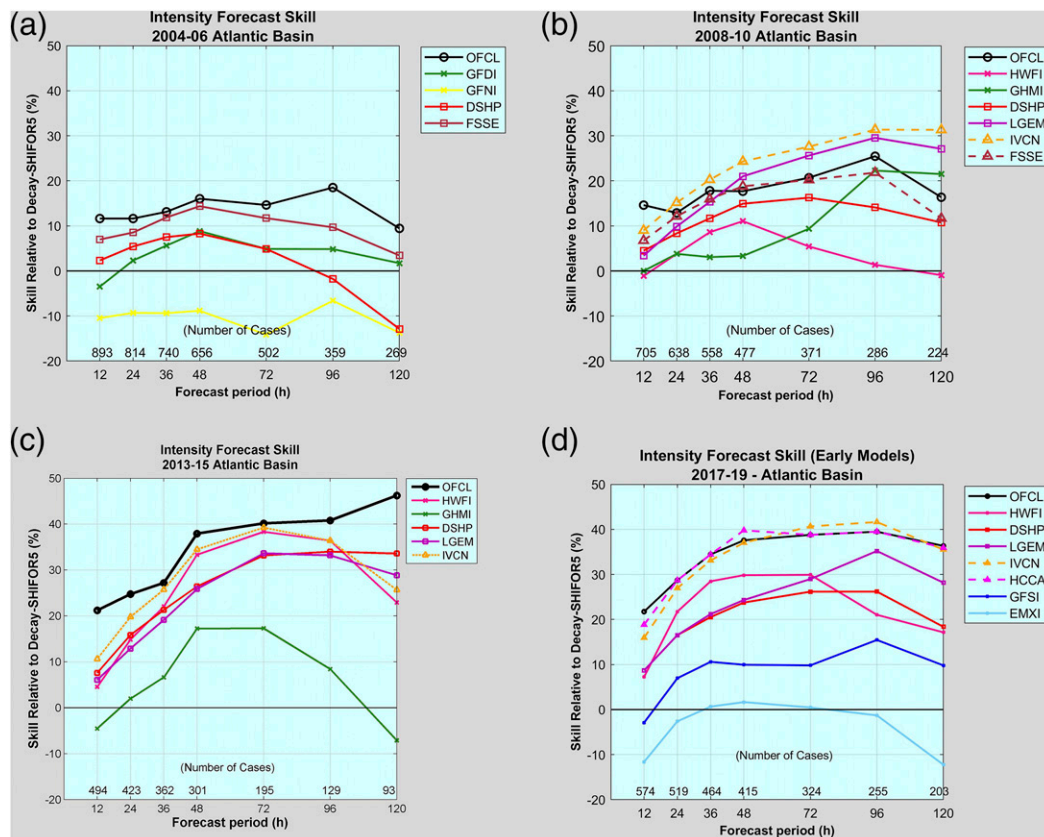 (a)
Intensity Forecast Skill
2004-06 Atlantic Basin
Skill Relative to Decay-SHIFOR5 (%)
50
40
30
20
10
0
-10
-20
OFCL
GFDI
GFNI
DSHP
FSSE
(Number of Cases)
893 814 740 656 502 359 269
12 24 36 48 72 96 120
Forecast period (h)
(b)
Intensity Forecast Skill
2008-10 Atlantic Basin
Skill Relative to Decay-SHIFOR5 (%)
50
40
30
20
10
0
-10
-20
OFCL
HWFI
GHMI
DSHP
LGEM
IVCN
FSSE
(Number of Cases)
705 638 558 477 371 286 224
12 24 36 48 72 96 120
Forecast period (h)
(c)
Intensity Forecast Skill
2013-15 Atlantic Basin
Skill Relative to Decay-SHIFOR5 (%)
50
40
30
20
10
0
-10
-20
OFCL
HWFI
GHMI
DSHP
LGEM
IVCN
(Number of Cases)
494 423 362 301 195 129 93
12 24 36 48 72 96 120
Forecast period (h)
(d)
Intensity Forecast Skill (Early Models)
2017-19 - Atlantic Basin
Skill Relative to Decay-SHIFOR5 (%)
50
40
30
20
10
0
-10
-20
OFCL
HWFI
DSHP
LGEM
IVCN
HCCA
GFSI
EMXI
(Number of Cases)
574 519 464 415 324 255 203
12 24 36 48 72 96 120
Forecast period (h)